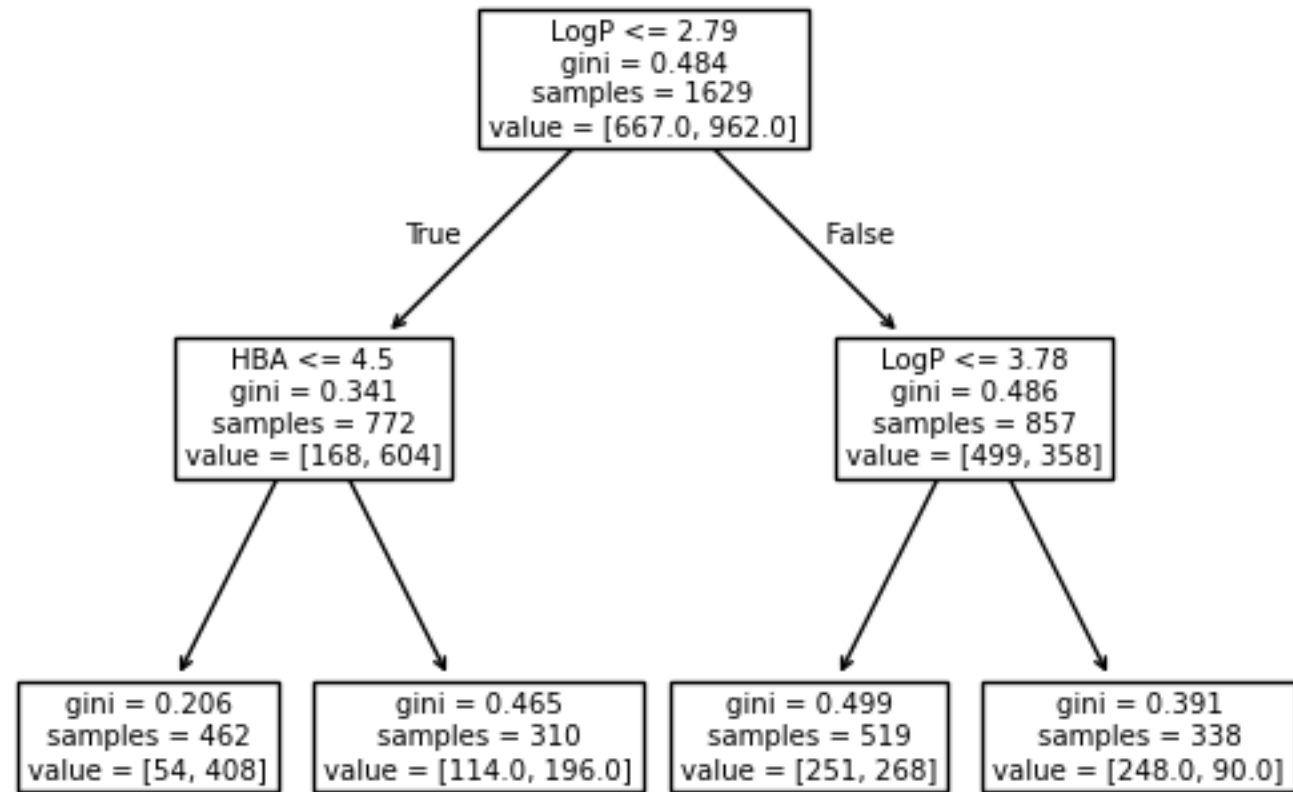 LogP <= 2.79
gini = 0.484
samples = 1629
value = [667.0, 962.0]
True
False
HBA <= 4.5
gini = 0.341
samples = 772
value = [168, 604]
LogP <= 3.78
gini = 0.486
samples = 857
value = [499, 358]
gini = 0.206
samples = 462
value = [54, 408]
gini = 0.465
samples = 310
value = [114.0, 196.0]
gini = 0.499
samples = 519
value = [251, 268]
gini = 0.391
samples = 338
value = [248.0, 90.0]